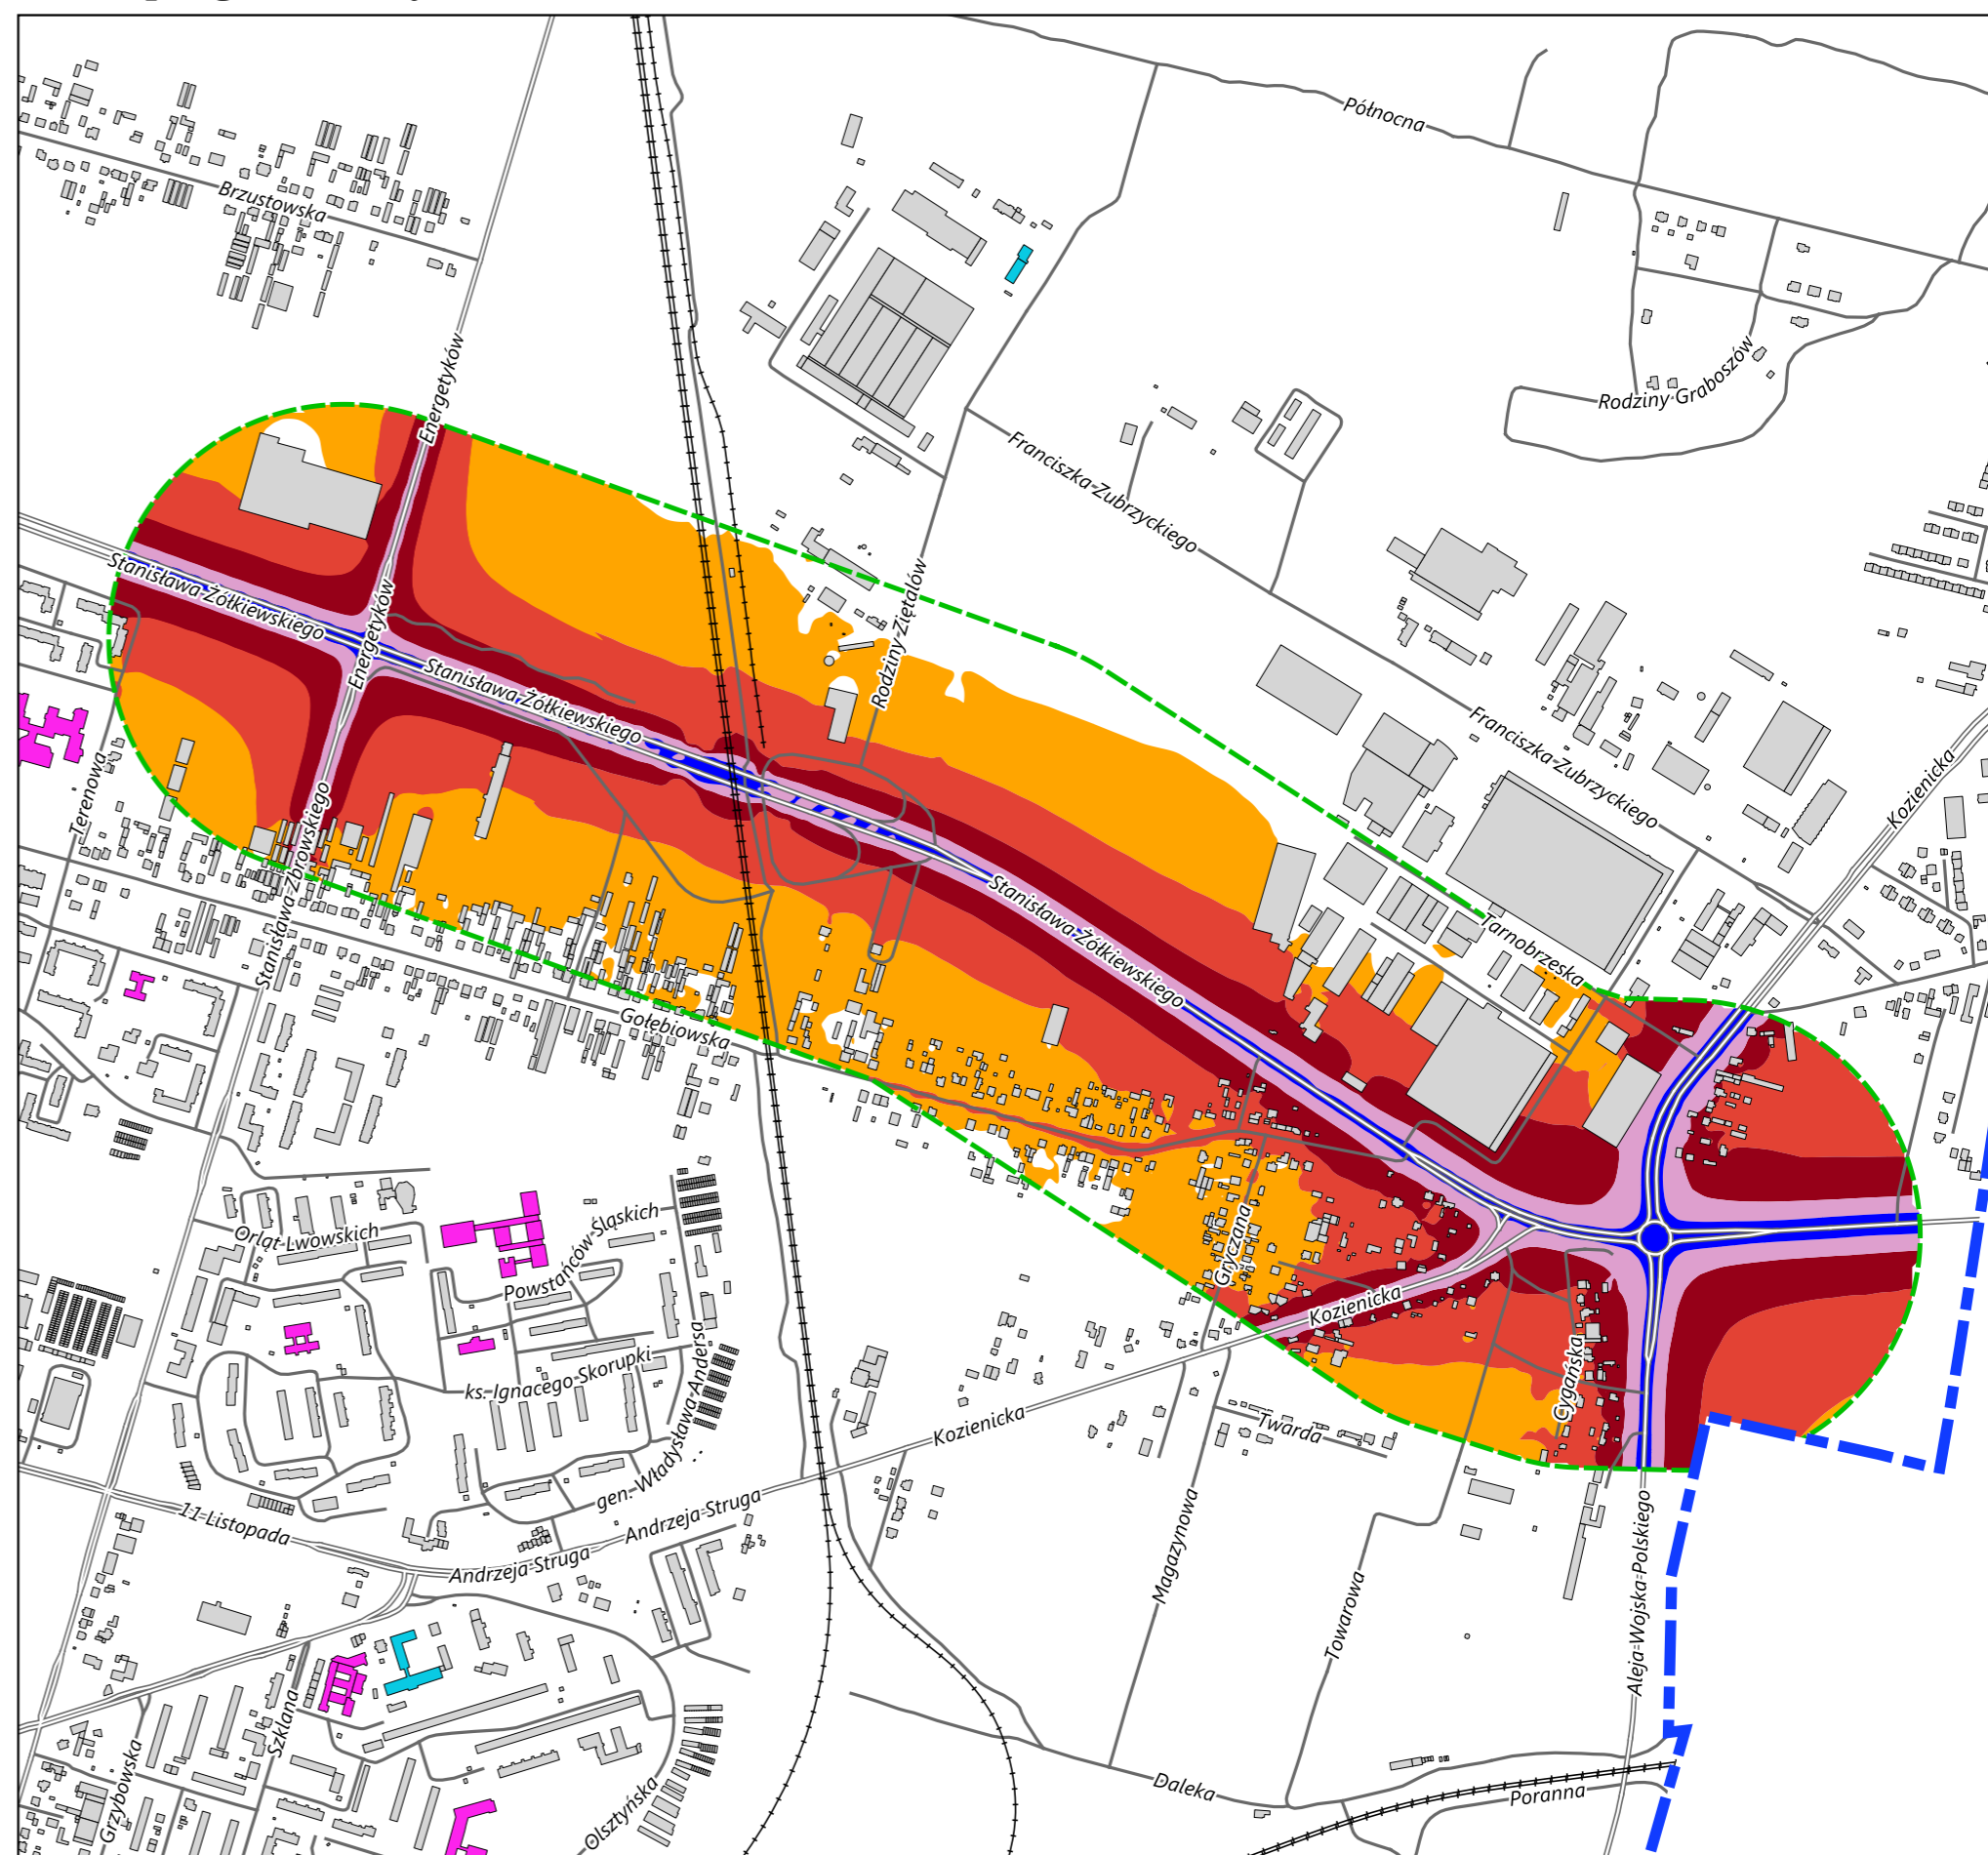 Północna
Brzustowska
Energetyków
Rodziny Graboszów
Franciszka Zubrzyckiego
Stanisława Żółkiewskiego
Energetyków
Rodziny Ziętalów
Stanisława Żółkiewskiego
Franciszka Zubrzyckiego
Terenowa
Kozienicka
Stanisława Zbrowskiego
Stanisława Żółkiewskiego
Tarnobrzeska
Gołębiowska
Orląt Lwowskich
Powstańców Śląskich
Gryczana
Kozienicka
ks. Ignacego Skorupki
gen. Władysława Andersa
Cygańska
Kozienicka
Twarda
11 Listopada
Andrzeja Struga
Andrzeja Struga
Magazynowa
Towarowa
Aleja Wojska Polskiego
Szklana
Grzybowska
Olsztyńska
Daleka
Poranna